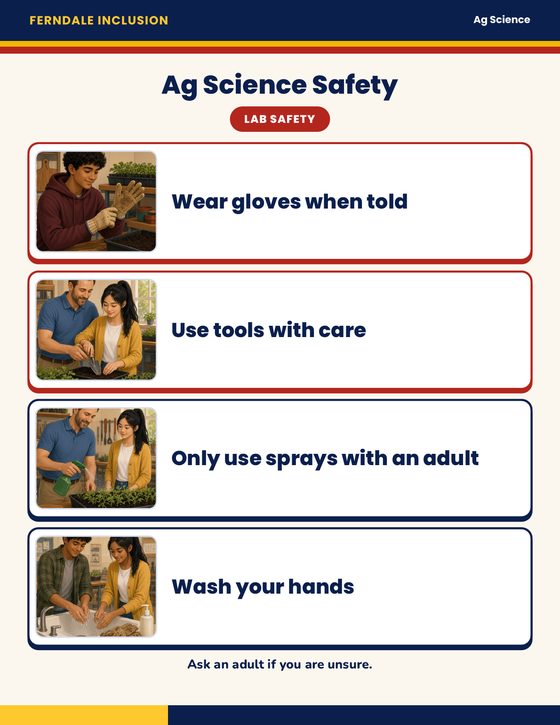 FERNDALE INCLUSION
Ag Science
Ag Science Safety
LAB SAFETY
Wear gloves when told
Use tools with care
Only use sprays with an adult
Wash your hands
Ask an adult if you are unsure.